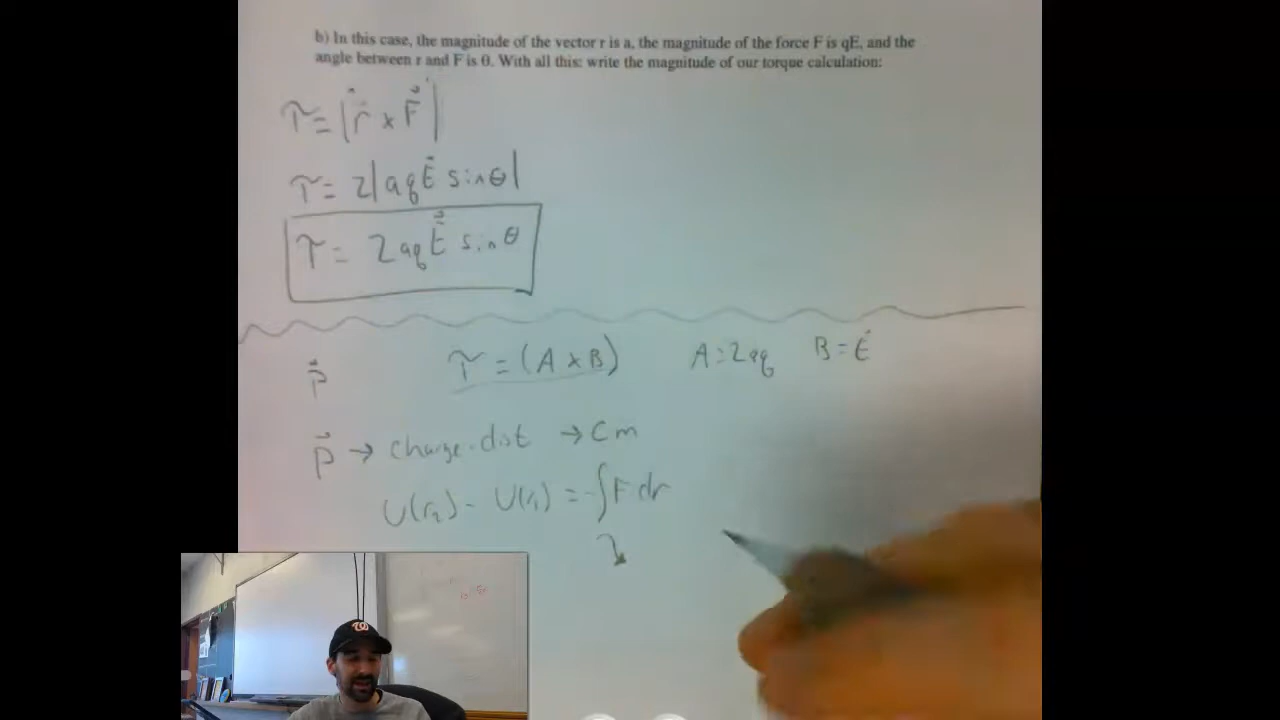 b) In this case, the magnitude of the vector r is a, the magnitude of the force F is qE, and the
angle between r and F is θ. With all this: write the magnitude of our torque calculation:
τ = |r⃗ × F⃗|
τ = 2|aqE⃗ sinθ|
τ = 2aqE⃗ sinθ
p⃗ τ = (A × B) A = 2aq B = E⃗
p⃗ → charge. dist → Cm
U(r₂) - U(r₁) = -∫F dr